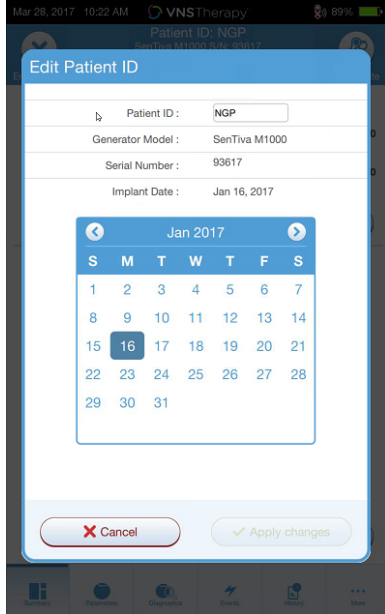 Mar 28, 2017 10:22 AM VNSTherapy 89%
Patient ID: NGP
SenTiva M1000 S/N: 93617
Edit Patient ID
Patient ID : NGP
Generator Model : SenTiva M1000
Serial Number : 93617
Implant Date : Jan 16, 2017
Jan 2017
S M T W T F S
1 2 3 4 5 6 7
8 9 10 11 12 13 14
15 16 17 18 19 20 21
22 23 24 25 26 27 28
29 30 31
Cancel Apply changes
Summary Parameters Diagnostics Events History More